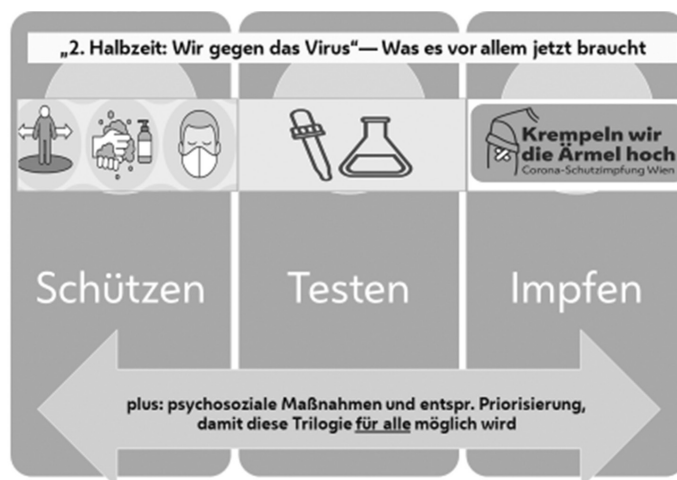 „2. Halbzeit: Wir gegen das Virus“— Was es vor allem jetzt braucht
Krempeln wir
die Ärmel hoch
Corona-Schutzimpfung Wien
Schützen
Testen
Impfen
plus: psychosoziale Maßnahmen und entspr. Priorisierung,
damit diese Trilogie für alle möglich wird